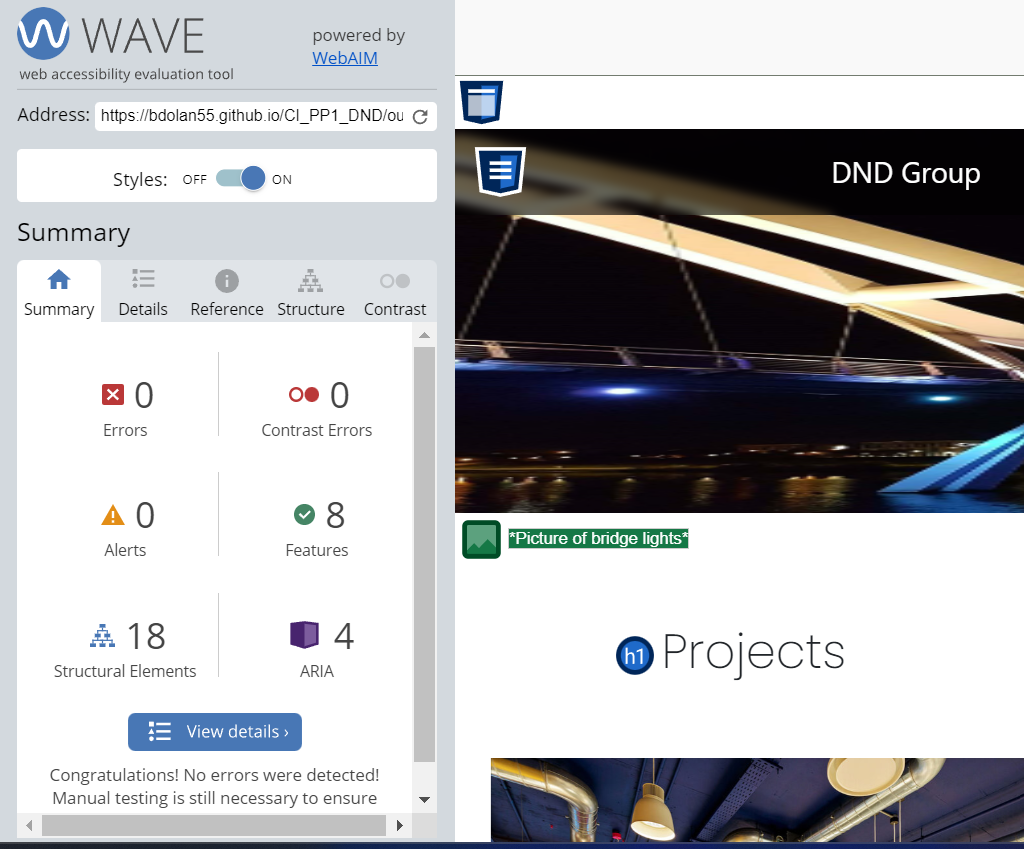 WAVE
web accessibility evaluation tool
powered by
WebAIM
Address: https://bdolan55.github.io/CI_PP1_DND/ou
Styles: OFF ON
Summary
Summary Details Reference Structure Contrast
0 0
Errors Contrast Errors
0 8
Alerts Features
18 4
Structural Elements ARIA
View details ›
Congratulations! No errors were detected!
Manual testing is still necessary to ensure
DND Group
*Picture of bridge lights*
h1 Projects